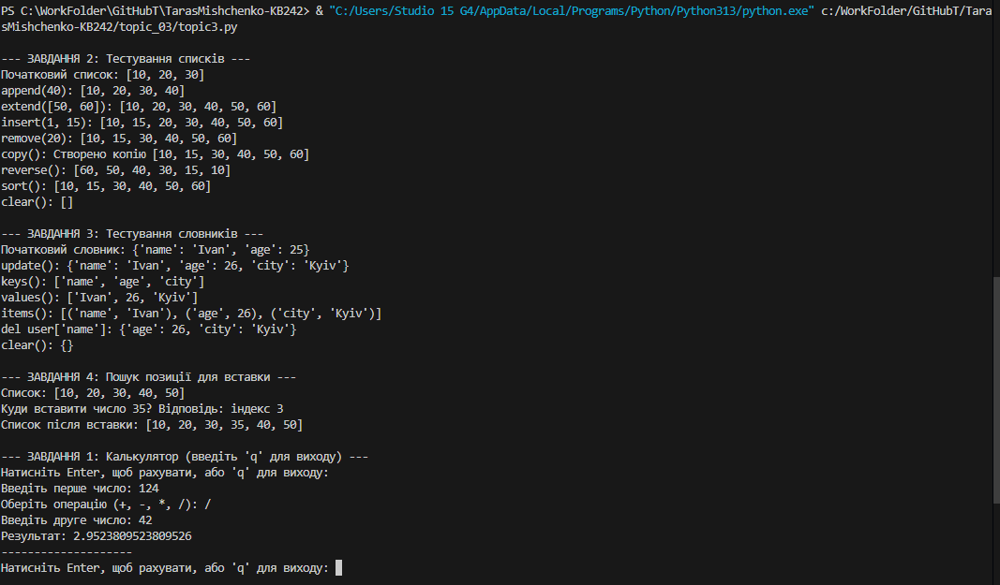 PS C:\WorkFolder\GitHubT\TarasMishchenko-KB242> & "C:/Users/Studio 15 G4/AppData/Local/Programs/Python/Python313/python.exe" c:/WorkFolder/GitHubT/Tara
sMishchenko-KB242/topic_03/topic3.py
--- ЗАВДАННЯ 2: Тестування списків ---
Початковий список: [10, 20, 30]
append(40): [10, 20, 30, 40]
extend([50, 60]): [10, 20, 30, 40, 50, 60]
insert(1, 15): [10, 15, 20, 30, 40, 50, 60]
remove(20): [10, 15, 30, 40, 50, 60]
copy(): Створено копію [10, 15, 30, 40, 50, 60]
reverse(): [60, 50, 40, 30, 15, 10]
sort(): [10, 15, 30, 40, 50, 60]
clear(): []
--- ЗАВДАННЯ 3: Тестування словників ---
Початковий словник: {'name': 'Ivan', 'age': 25}
update(): {'name': 'Ivan', 'age': 26, 'city': 'Kyiv'}
keys(): ['name', 'age', 'city']
values(): ['Ivan', 26, 'Kyiv']
items(): [('name', 'Ivan'), ('age', 26), ('city', 'Kyiv')]
del user['name']: {'age': 26, 'city': 'Kyiv'}
clear(): {}
--- ЗАВДАННЯ 4: Пошук позиції для вставки ---
Список: [10, 20, 30, 40, 50]
Куди вставити число 35? Відповідь: індекс 3
Список після вставки: [10, 20, 30, 35, 40, 50]
--- ЗАВДАННЯ 1: Калькулятор (введіть 'q' для виходу) ---
Натисніть Enter, щоб рахувати, або 'q' для виходу:
Введіть перше число: 124
Оберіть операцію (+, -, *, /): /
Введіть друге число: 42
Результат: 2.9523809523809526
--------------------
Натисніть Enter, щоб рахувати, або 'q' для виходу: